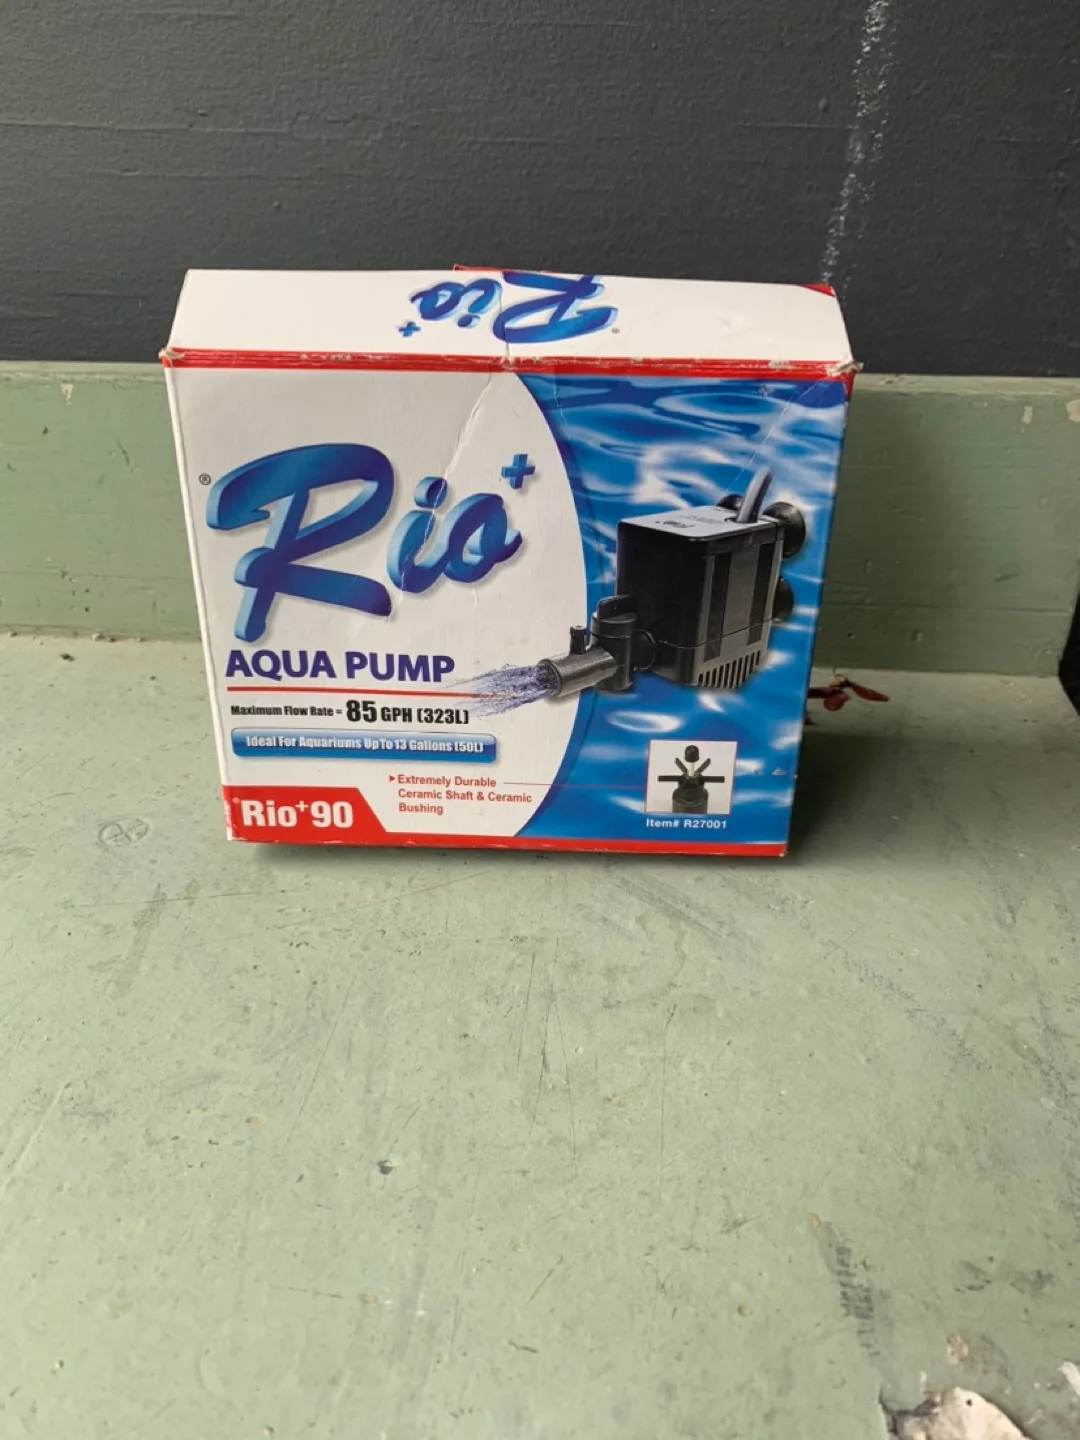 Rio+
® Rio+
AQUA PUMP
Maximum Flow Rate = 85 GPH (323L)
Ideal For Aquariums Up To 13 Gallons (50L)
Extremely Durable
Ceramic Shaft & Ceramic
Bushing
Rio+90
Item# R27001